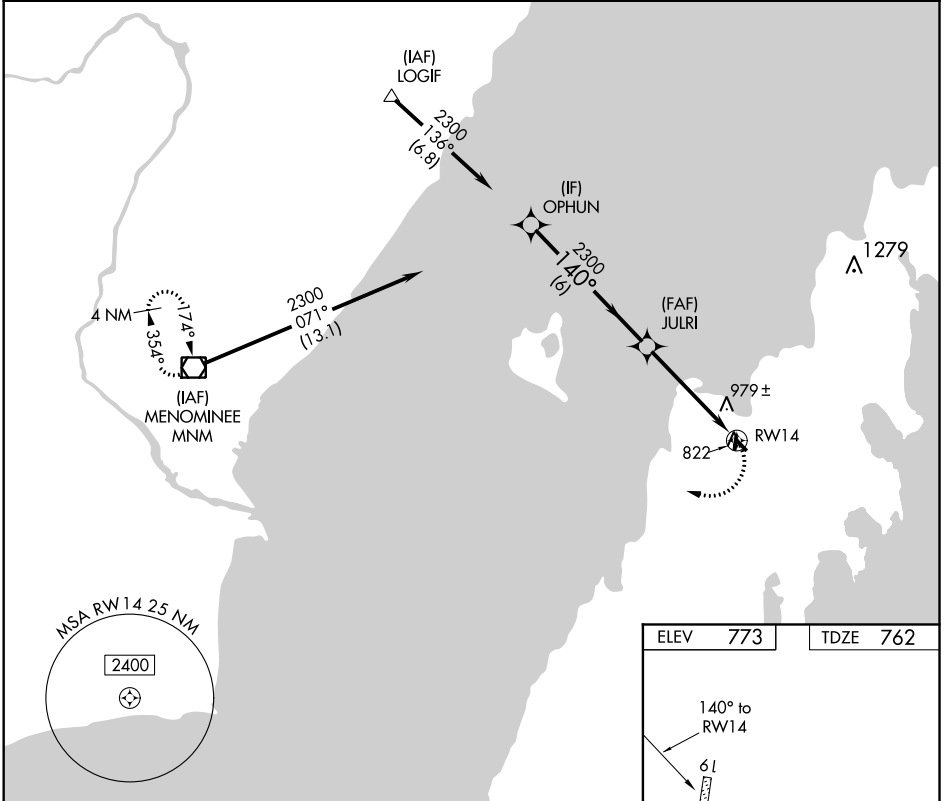 (IAF)
LOGIF
2300
136°
(6.8)
(IF)
OPHUN
2300
140°
(6)
1279
(FAF)
JULRI
4 NM
174°
354°
2300
071°
(13.1)
(IAF)
MENOMINEE
MNM
979 ±
RW14
822
MSA RW14 25 NM
2400
ELEV 773
TDZE 762
140° to
RW14
19